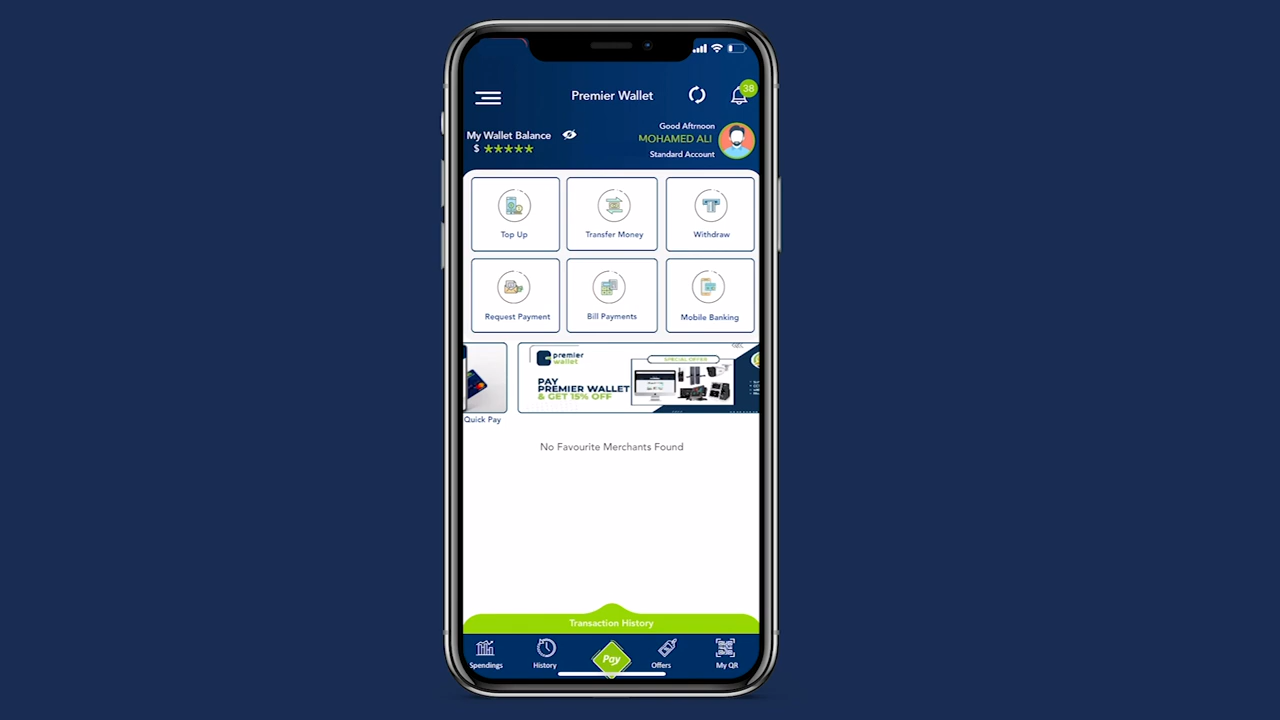 Premier Wallet
38
My Wallet Balance
$ *****
Good Aftrnoon
MOHAMED ALI
Standard Account
Top Up
Transfer Money
Withdraw
Request Payment
Bill Payments
Mobile Banking
premier
wallet
SPECIAL OFFER
PAY
PREMIER WALLET
& GET 15% OFF
Quick Pay
No Favourite Merchants Found
Transaction History
Spendings
History
Pay
Offers
My QR